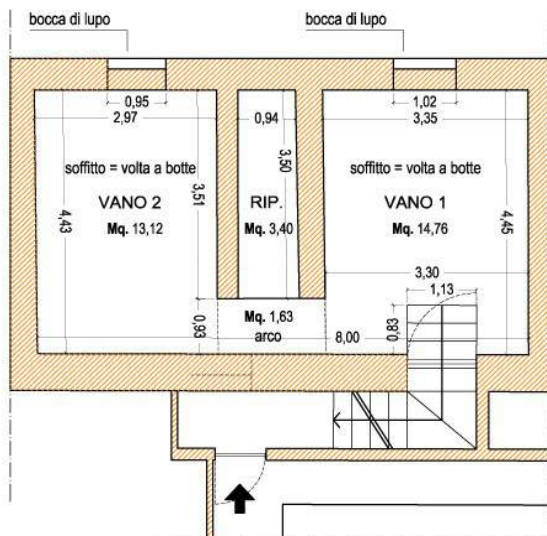 bocca di lupo
bocca di lupo
0,95
2,97
0,94
1,02
3,35
soffitto = volta a botte
VANO 2
Mq. 13,12
4,43
3,51
RIP.
Mq. 3,40
3,50
soffitto = volta a botte
VANO 1
Mq. 14,76
4,45
3,30
1,13
0,93
Mq. 1,63
arco
8,00
0,83